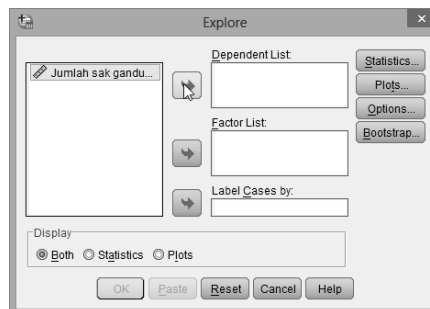 Explore
Jumlah sak gandu...
Dependent List:
Factor List:
Label Cases by:
Statistics...
Plots...
Options...
Bootstrap...
Display
Both Statistics Plots
OK Paste Reset Cancel Help